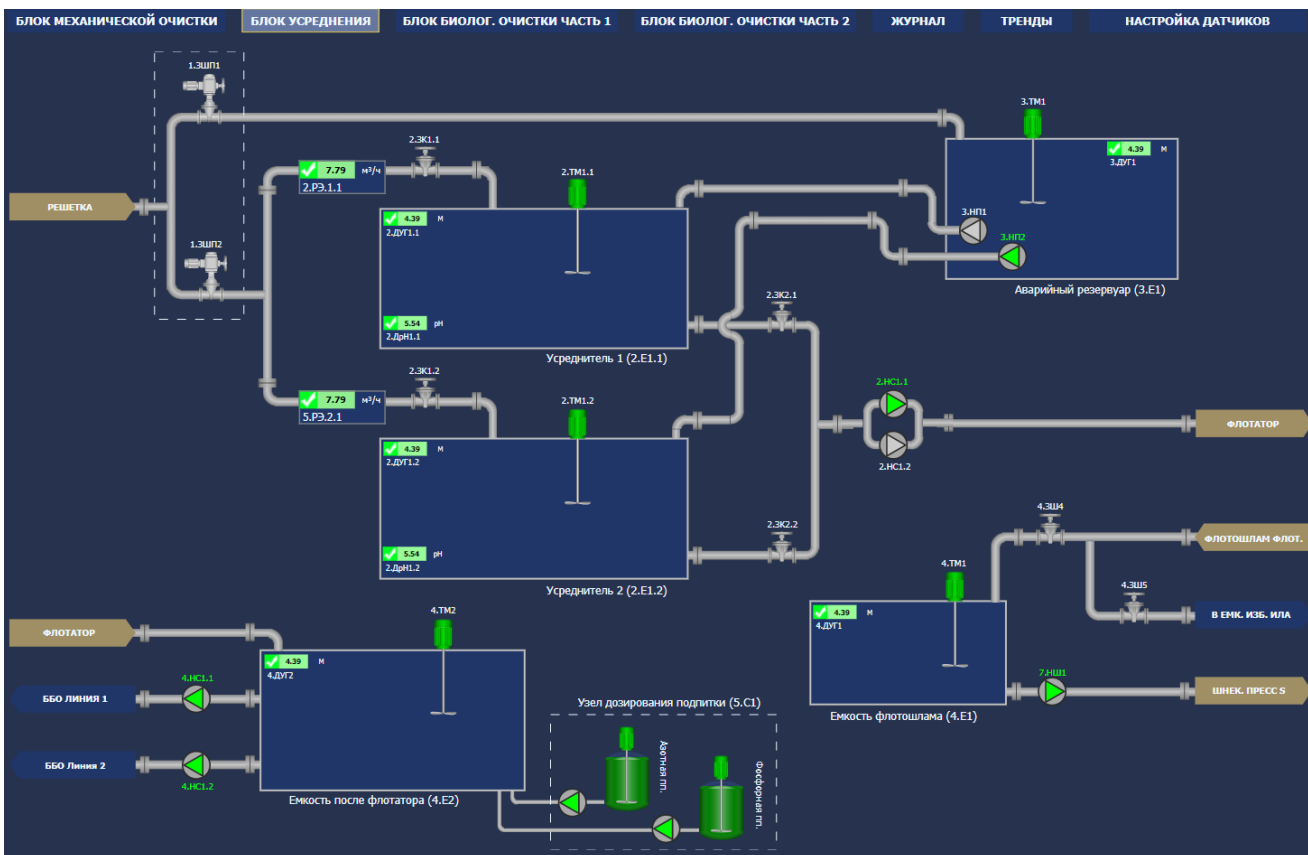 БЛОК МЕХАНИЧЕСКОЙ ОЧИСТКИ
БЛОК УСРЕДНЕНИЯ
БЛОК БИОЛОГ. ОЧИСТКИ ЧАСТЬ 1
БЛОК БИОЛОГ. ОЧИСТКИ ЧАСТЬ 2
ЖУРНАЛ
ТРЕНДЫ
НАСТРОЙКА ДАТЧИКОВ
1.ЗШП1
3.ТМ1
2.ЗК1.1
4.39 М
3.ДУГ1
7.79 м³/ч
2.РЭ.1.1
2.ТМ1.1
РЕШЕТКА
4.39 М
2.ДУГ1.1
3.НП1
3.НП2
1.ЗШП2
Аварийный резервуар (3.Е1)
2.ЗК2.1
5.54 pH
2.ДрН1.1
Усреднитель 1 (2.Е1.1)
2.ЗК1.2
2.НС1.1
7.79 м³/ч
5.РЭ.2.1
2.ТМ1.2
ФЛОТАТОР
4.39 М
2.ДУГ1.2
2.НС1.2
4.ЗШ4
2.ЗК2.2
ФЛОТОШЛАМ ФЛОТ.
5.54 pH
2.ДрН1.2
4.ТМ1
Усреднитель 2 (2.Е1.2)
4.ЗШ5
4.ТМ2
4.39 М
4.ДУГ1
В ЕМК. ИЗБ. ИЛА
ФЛОТАТОР
4.39 М
4.ДУГ2
4.НС1.1
7.НШ1
ББО ЛИНИЯ 1
ШНЕК. ПРЕСС S
Узел дозирования подпитки (5.С1)
Емкость флотошлама (4.Е1)
ББО Линия 2
Азотная пп.
Фосфорная пп.
4.НС1.2
Емкость после флотатора (4.Е2)